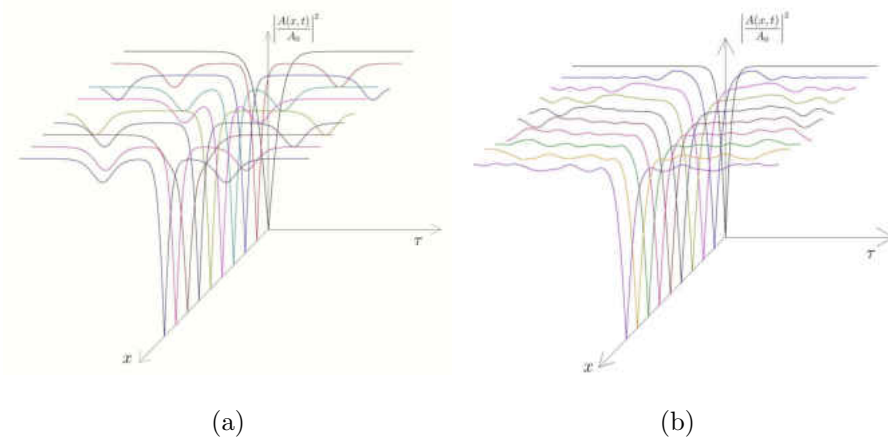 |A(x,t)/A₀|²
τ
x
(a)
|A(x,t)/A₀|²
τ
x
(b)